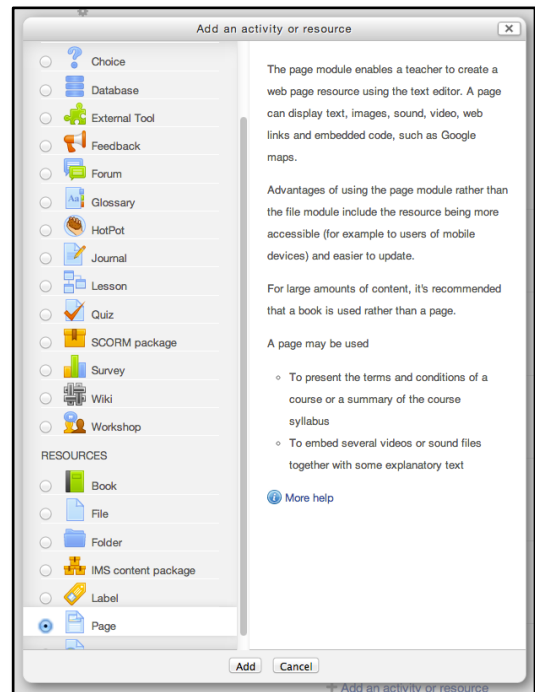 Add an activity or resource
Choice
Database
External Tool
Feedback
Forum
Glossary
HotPot
Journal
Lesson
Quiz
SCORM package
Survey
Wiki
Workshop
RESOURCES
Book
File
Folder
IMS content package
Label
Page
The page module enables a teacher to create a
web page resource using the text editor. A page
can display text, images, sound, video, web
links and embedded code, such as Google
maps.
Advantages of using the page module rather than
the file module include the resource being more
accessible (for example to users of mobile
devices) and easier to update.
For large amounts of content, it's recommended
that a book is used rather than a page.
A page may be used
To present the terms and conditions of a
course or a summary of the course
syllabus
To embed several videos or sound files
together with some explanatory text
More help
Add Cancel
+ Add an activity or resource